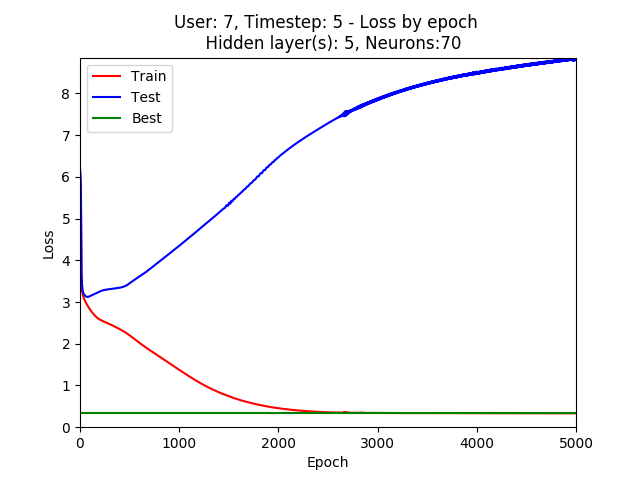 User: 7, Timestep: 5 - Loss by epoch
Hidden layer(s): 5, Neurons:70
Train
Test
Best
8
7
6
5
4
3
2
1
0
Loss
0 1000 2000 3000 4000 5000
Epoch